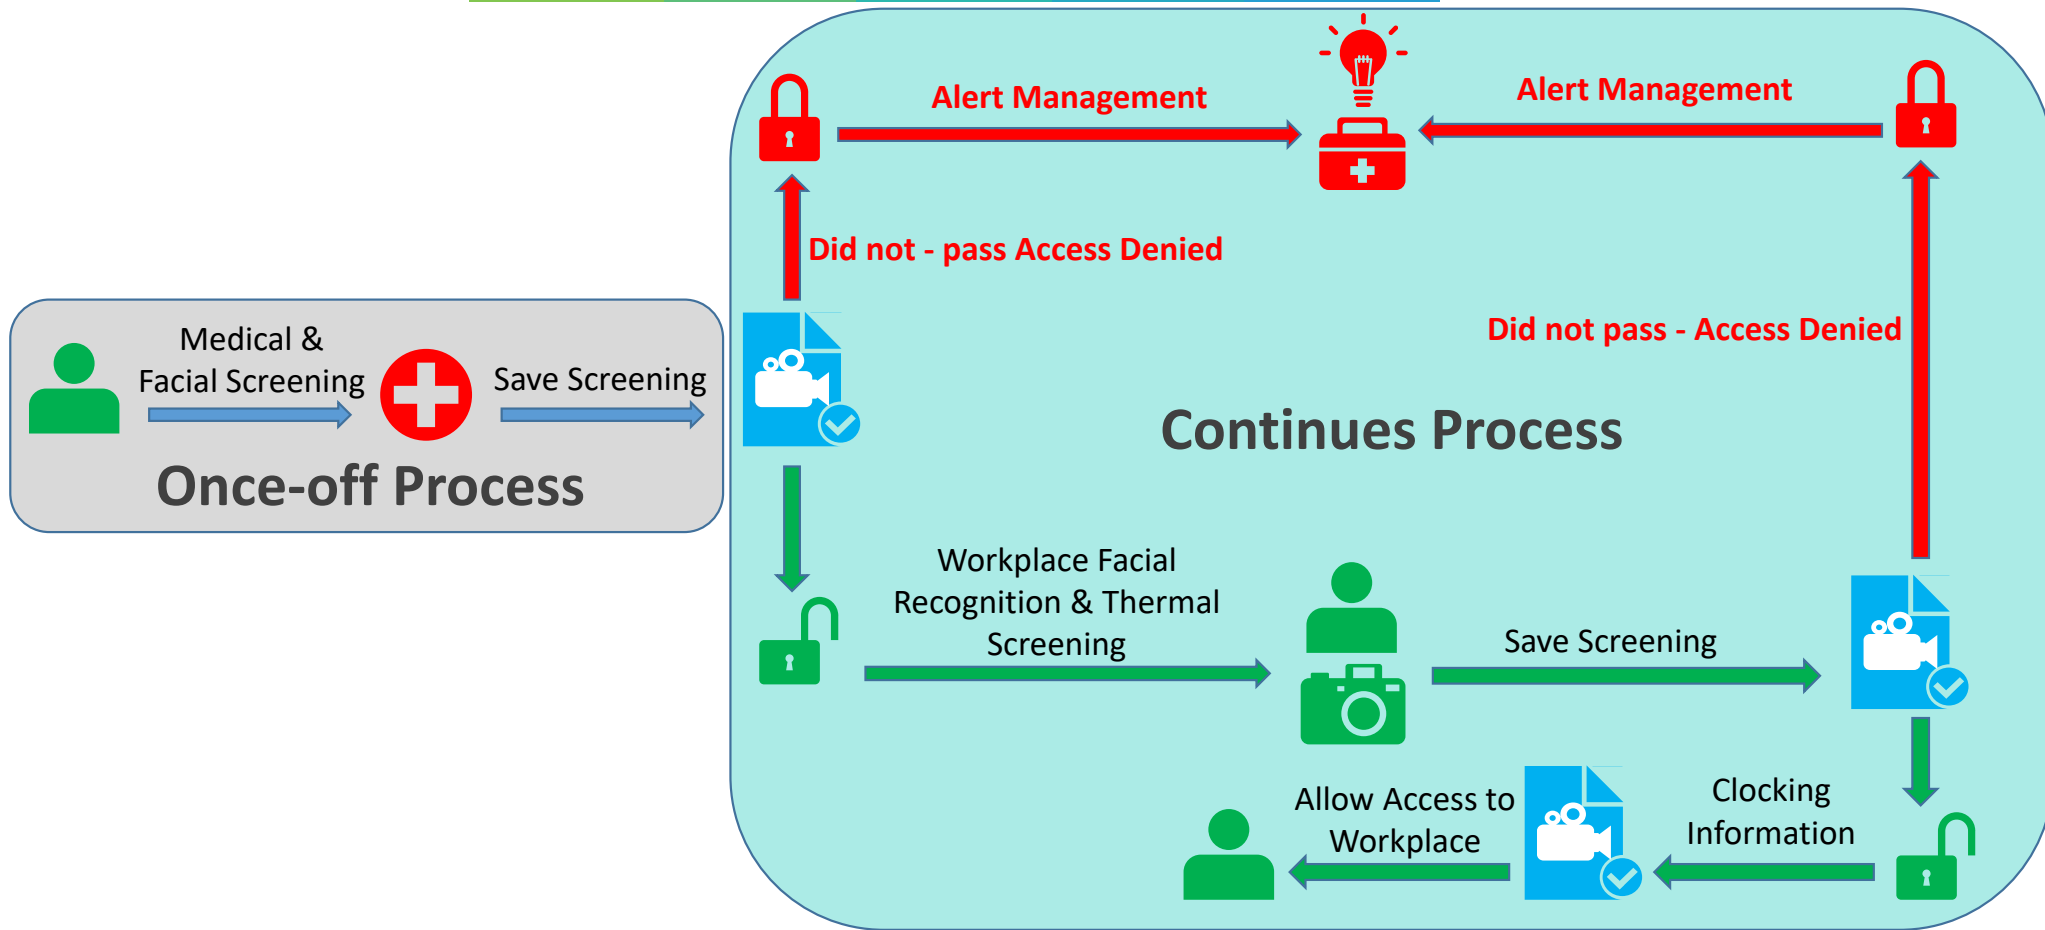 Alert Management
Alert Management
Did not - pass Access Denied
Did not pass - Access Denied
Medical &
Facial Screening
Save Screening
Once-off Process
Continues Process
Workplace Facial
Recognition & Thermal
Screening
Save Screening
Clocking
Information
Allow Access to
Workplace